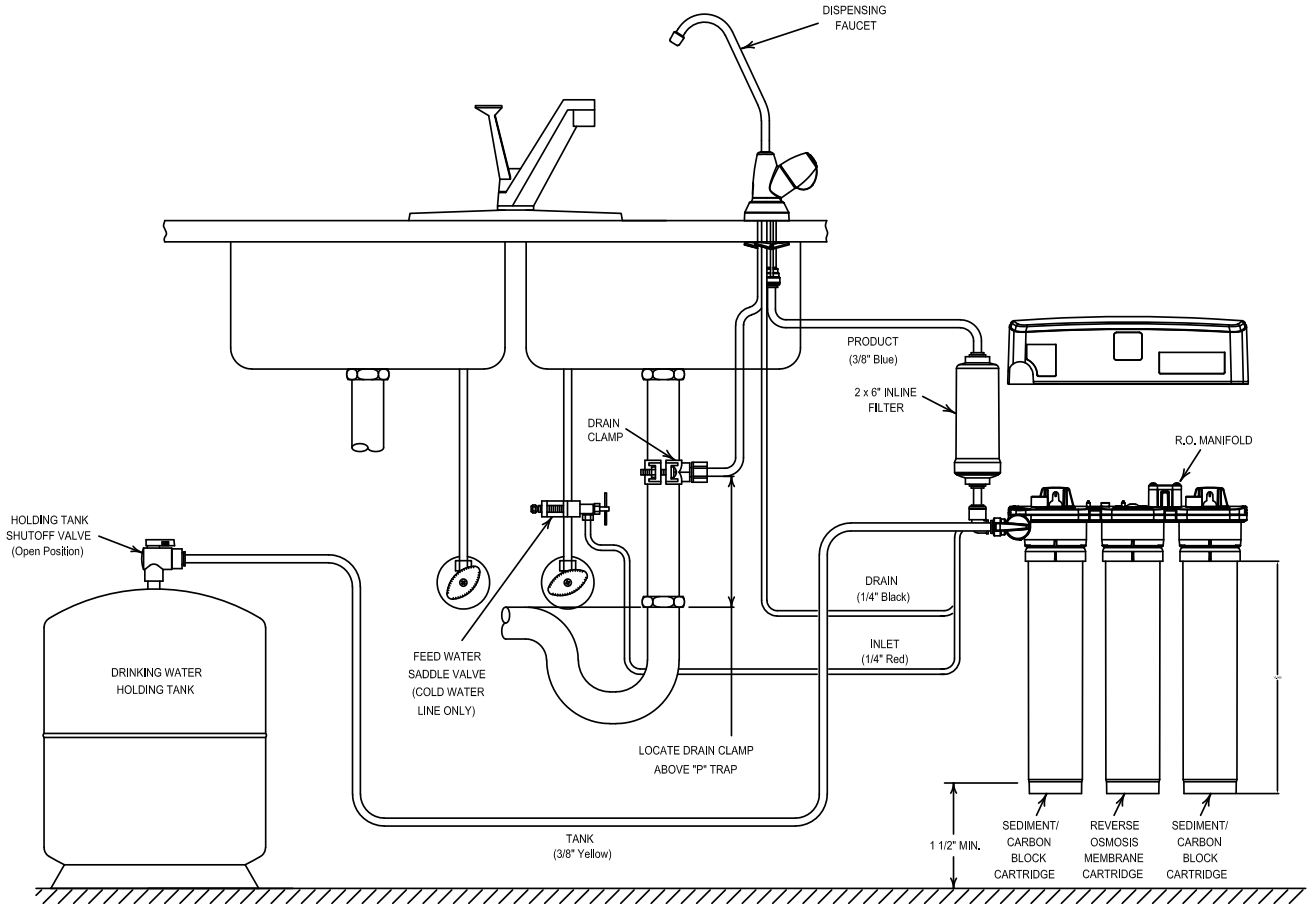 DISPENSING
FAUCET
PRODUCT
(3/8" Blue)
2 x 6" INLINE
FILTER
DRAIN
CLAMP
R.O. MANIFOLD
HOLDING TANK
SHUTOFF VALVE
(Open Position)
DRAIN
(1/4" Black)
INLET
(1/4" Red)
FEED WATER
SADDLE VALVE
(COLD WATER
LINE ONLY)
DRINKING WATER
HOLDING TANK
LOCATE DRAIN CLAMP
ABOVE "P" TRAP
TANK
(3/8" Yellow)
1 1/2" MIN.
SEDIMENT/
CARBON
BLOCK
CARTRIDGE
REVERSE
OSMOSIS
MEMBRANE
CARTRIDGE
SEDIMENT/
CARBON
BLOCK
CARTRIDGE